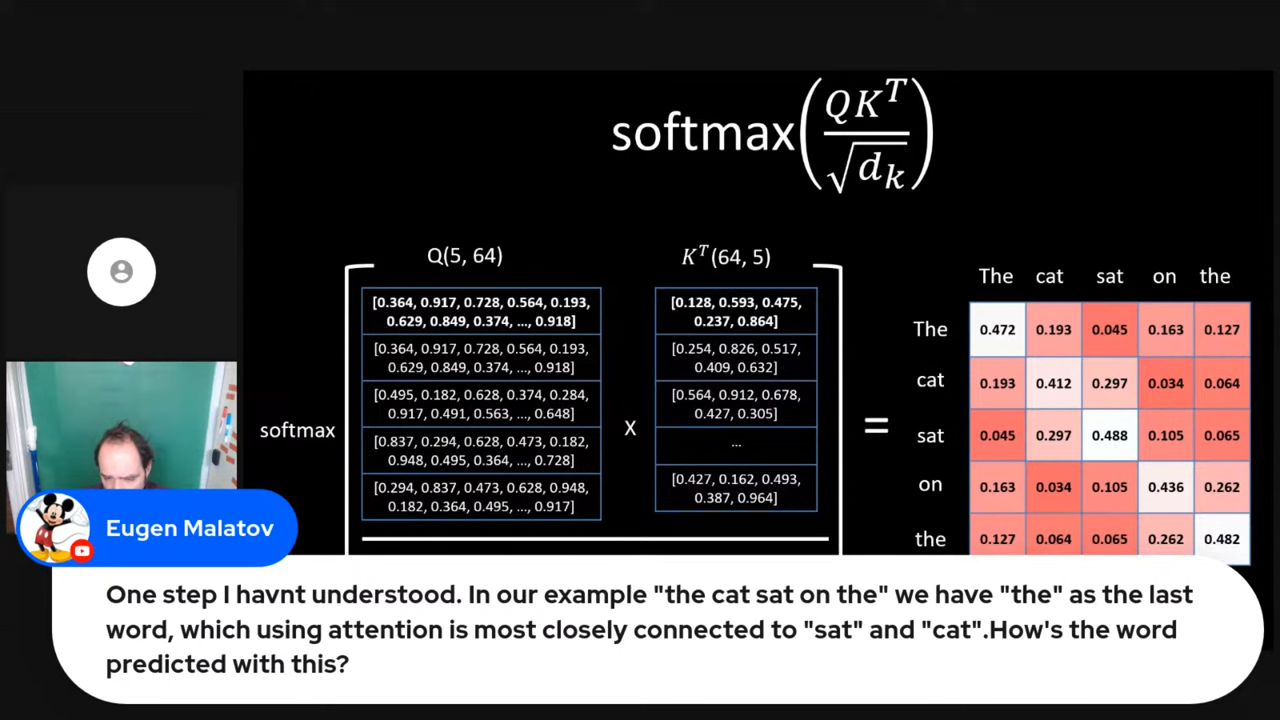 softmax(QK^T/√d_k)
Q(5, 64)
K^T(64, 5)
softmax
[0.364, 0.917, 0.728, 0.564, 0.193,
0.629, 0.849, 0.374, ..., 0.918]
[0.364, 0.917, 0.728, 0.564, 0.193,
0.629, 0.849, 0.374, ..., 0.918]
[0.495, 0.182, 0.628, 0.374, 0.284,
0.917, 0.491, 0.563, ..., 0.648]
[0.837, 0.294, 0.628, 0.473, 0.182,
0.948, 0.495, 0.364, ..., 0.728]
[0.294, 0.837, 0.473, 0.628, 0.948,
0.182, 0.364, 0.495, ..., 0.917]
X
[0.128, 0.593, 0.475,
0.237, 0.864]
[0.254, 0.826, 0.517,
0.409, 0.632]
[0.564, 0.912, 0.678,
0.427, 0.305]
...
[0.427, 0.162, 0.493,
0.387, 0.964]
=
The cat sat on the
The 0.472 0.193 0.045 0.163 0.127
cat 0.193 0.412 0.297 0.034 0.064
sat 0.045 0.297 0.488 0.105 0.065
on 0.163 0.034 0.105 0.436 0.262
the 0.127 0.064 0.065 0.262 0.482
Eugen Malatov
One step I havnt understood. In our example "the cat sat on the" we have "the" as the last
word, which using attention is most closely connected to "sat" and "cat".How's the word
predicted with this?